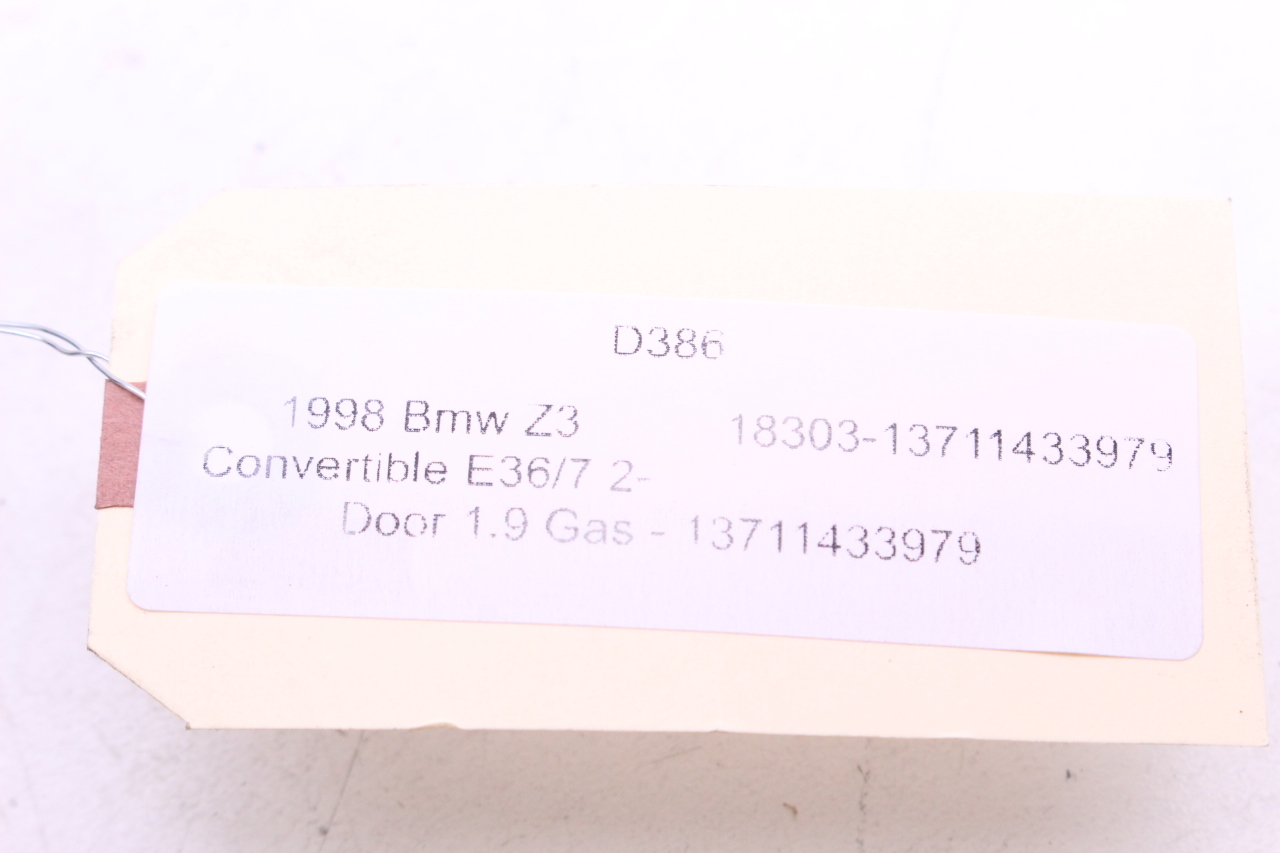 D386
1998 Bmw Z3 18303-13711433979
Convertible E36/7 2-
Door 1.9 Gas - 13711433979